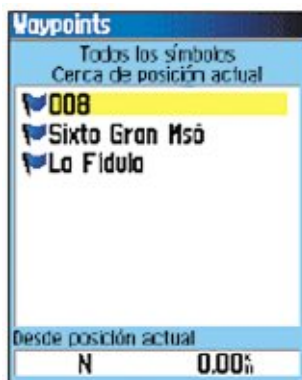 Waypoints
Todos los símbolos
Cerca de posición actual
008
Sixto Gran Msó
La Fídula
Desde posición actual
N 0.00 km